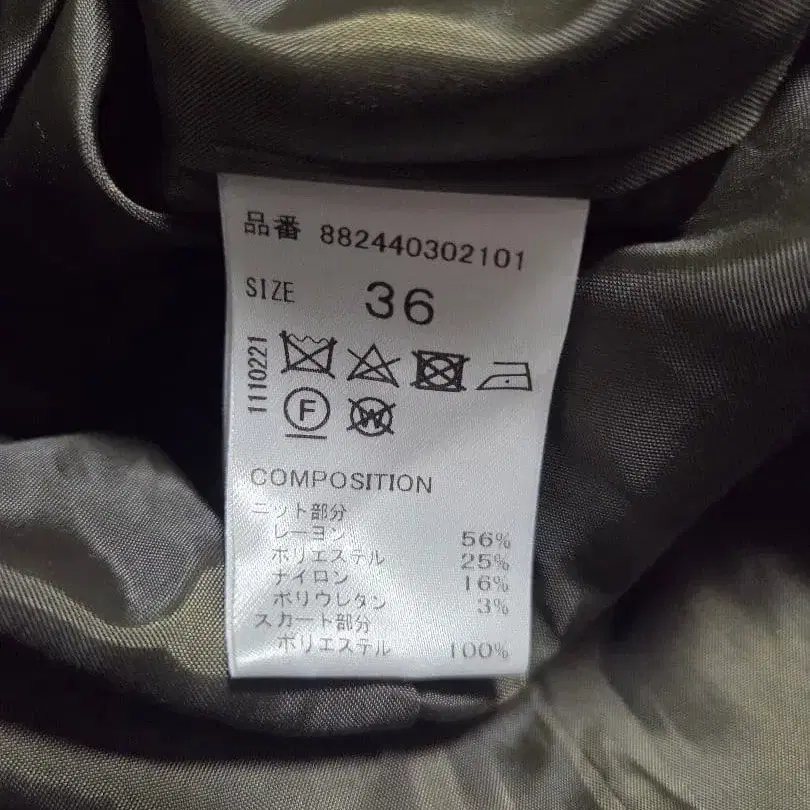 品番 882440302101
SIZE 36
1110221
F W
COMPOSITION
ニット部分
レーヨン 56%
ポリエステル 25%
ナイロン 16%
ポリウレタン 3%
スカート部分
ポリエステル 100%